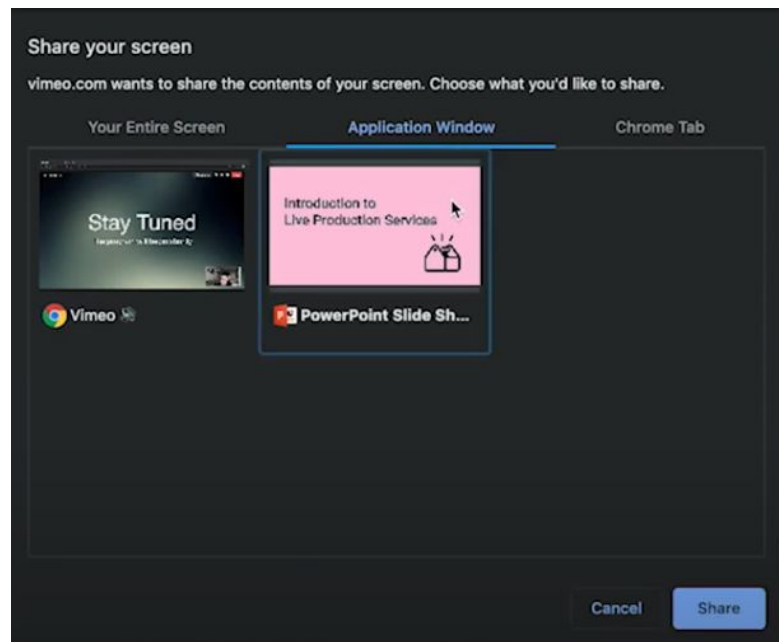 Share your screen
vimeo.com wants to share the contents of your screen. Choose what you'd like to share.
Your Entire Screen
Application Window
Chrome Tab
Stay Tuned
Introduction to
Live Production Services
Vimeo
PowerPoint Slide Sh...
Cancel
Share